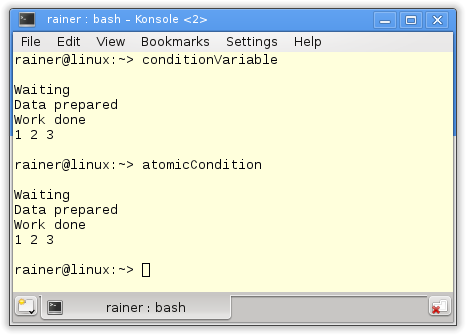 rainer : bash – Konsole <2>
File Edit View Bookmarks Settings Help
rainer@linux:~> conditionVariable
Waiting
Data prepared
Work done
1 2 3
rainer@linux:~> atomicCondition
Waiting
Data prepared
Work done
1 2 3
rainer@linux:~>
rainer : bash